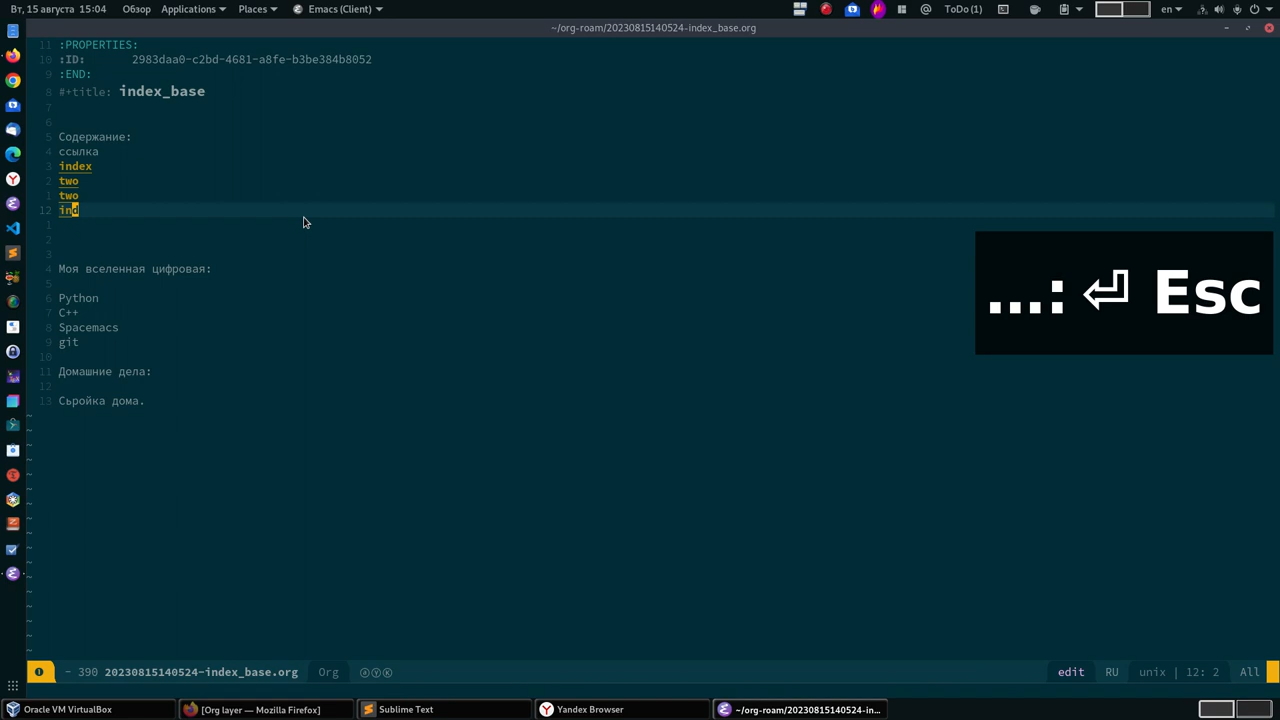 Вт, 15 августа 15:04 Обзор Applications Places Emacs (Client) ToDo (1) en
~/org-roam/20230815140524-index_base.org
11 :PROPERTIES:
10 :ID: 2983daa0-c2bd-4681-a8fe-b3be384b8052
9 :END:
8 #+title: index_base
7
6
5 Содержание:
4 ссылка
3 index
2 two
1 two
12 ind
1
2
3
4 Моя вселенная цифровая:
5
6 Python
7 C++
8 Spacemacs
9 git
10
11 Домашние дела:
12
13 Сьройка дома.
...: ⏎ Esc
- 390 20230815140524-index_base.org Org ⓐⓎⓀ edit RU unix | 12: 2 All
Oracle VM VirtualBox [Org layer — Mozilla Firefox] Sublime Text Yandex Browser ~/org-roam/20230815140524-in...